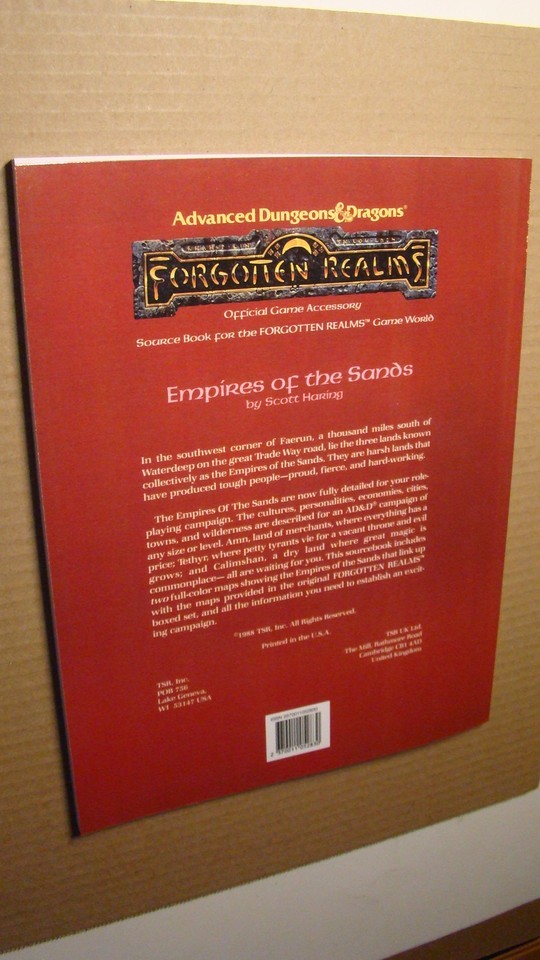 Advanced Dungeons & Dragons®
FORGOTTEN REALMS
Official Game Accessory
Source Book for the FORGOTTEN REALMS™ Game World
Empires of the Sands
by Scott Haring
In the southwest corner of Faerun, a thousand miles south of
Waterdeep on the great Trade Way road, lie the three lands known
collectively as the Empires of the Sands. They are harsh lands that
have produced tough people—proud, fierce, and hard-working.
The Empires Of The Sands are now fully detailed for your role-
playing campaign. The cultures, personalities, economies, cities,
towns, and wilderness are described for an AD&D® campaign of
any size or level. Amn, land of merchants, where everything has a
price; Tethyr, where petty tyrants vie for a vacant throne and evil
grows; and Calimshan, a dry land where great magic is
commonplace— all are waiting for you. This sourcebook includes
two full-color maps showing the Empires of the Sands that link up
with the maps provided in the original FORGOTTEN REALMS™
boxed set, and all the information you need to establish an excit-
ing campaign.
©1988 TSR, Inc. All Rights Reserved.
Printed in the U.S.A.
TSR, Inc.
POB 756
Lake Geneva,
WI 53147 USA
TSR UK Ltd.
The Mill, Rathmore Road
Cambridge CB1 4AD
United Kingdom